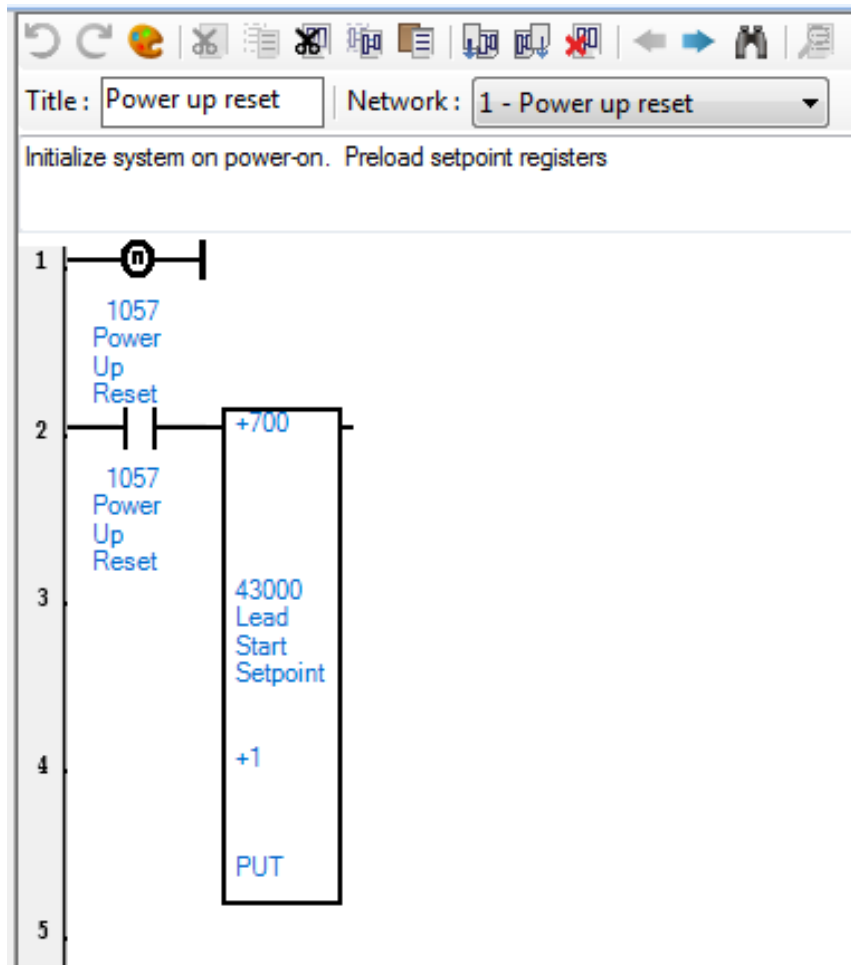 Title : Power up reset Network : 1 - Power up reset
Initialize system on power-on. Preload setpoint registers
1
n
1057
Power
Up
Reset
2
+700
1057
Power
Up
Reset
3
43000
Lead
Start
Setpoint
4
+1
PUT
5